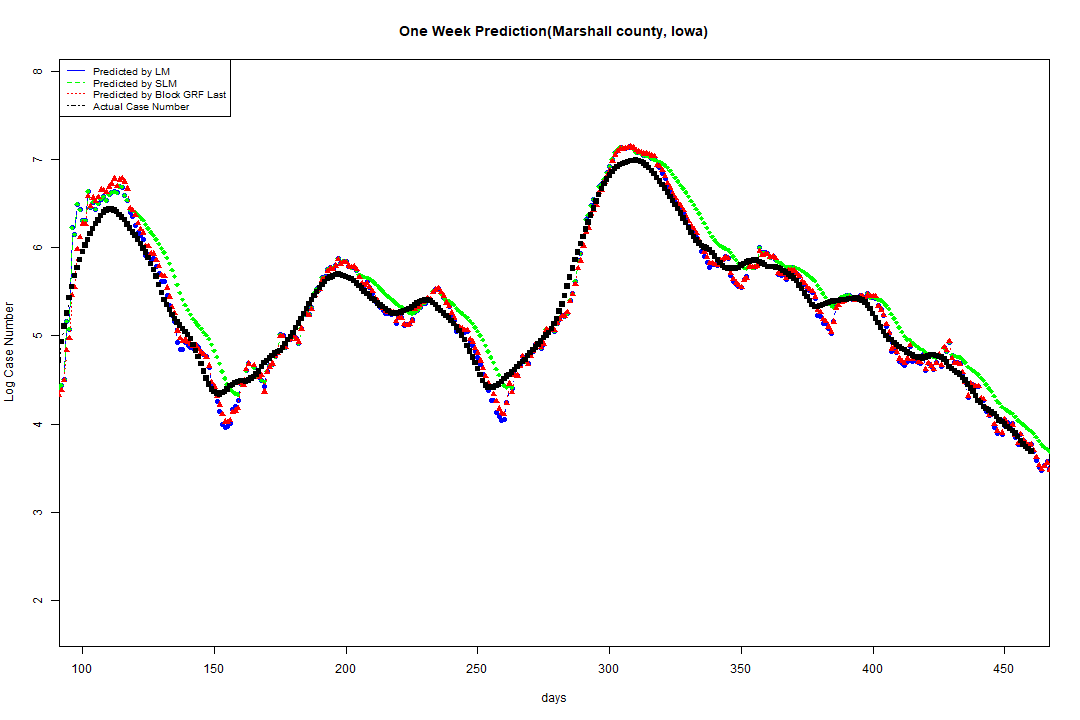 One Week Prediction(Marshall county, Iowa)
Predicted by LM
Predicted by SLM
Predicted by Block GRF Last
Actual Case Number
8
7
6
5
4
3
2
Log Case Number
100 150 200 250 300 350 400 450
days